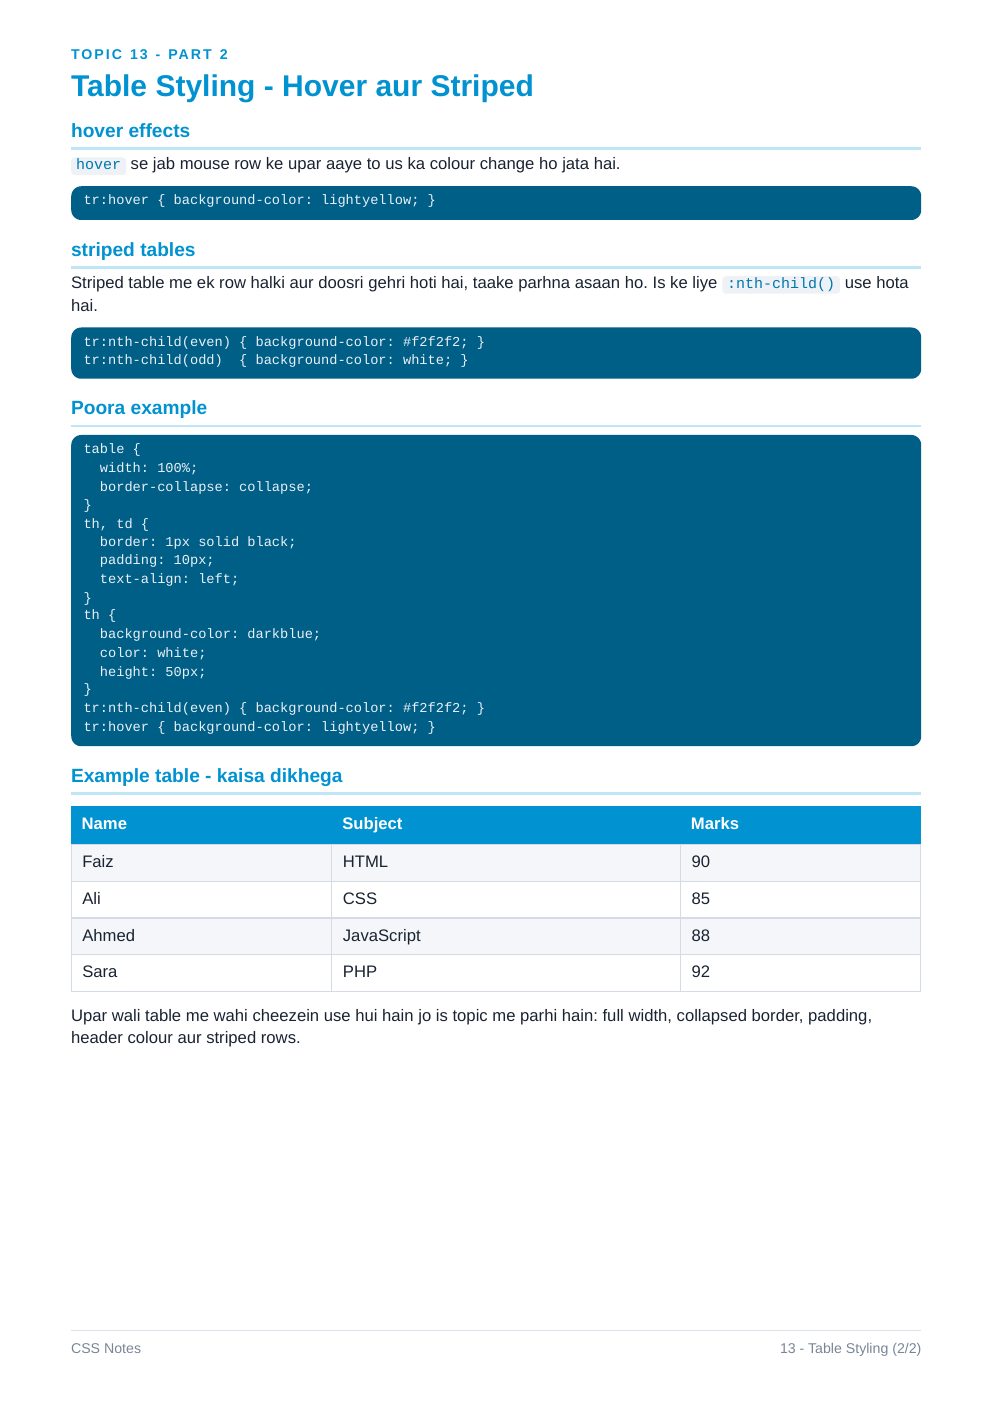 TOPIC 13 - PART 2
Table Styling - Hover aur Striped
hover effects
hover se jab mouse row ke upar aaye to us ka colour change ho jata hai.
tr:hover { background-color: lightyellow; }
striped tables
Striped table me ek row halki aur doosri gehri hoti hai, taake parhna asaan ho. Is ke liye :nth-child() use hota
hai.
tr:nth-child(even) { background-color: #f2f2f2; }
tr:nth-child(odd)  { background-color: white; }
Poora example
table {
  width: 100%;
  border-collapse: collapse;
}
th, td {
  border: 1px solid black;
  padding: 10px;
  text-align: left;
}
th {
  background-color: darkblue;
  color: white;
  height: 50px;
}
tr:nth-child(even) { background-color: #f2f2f2; }
tr:hover { background-color: lightyellow; }
Example table - kaisa dikhega
Name Subject Marks
Faiz HTML 90
Ali CSS 85
Ahmed JavaScript 88
Sara PHP 92
Upar wali table me wahi cheezein use hui hain jo is topic me parhi hain: full width, collapsed border, padding,
header colour aur striped rows.
CSS Notes 13 - Table Styling (2/2)